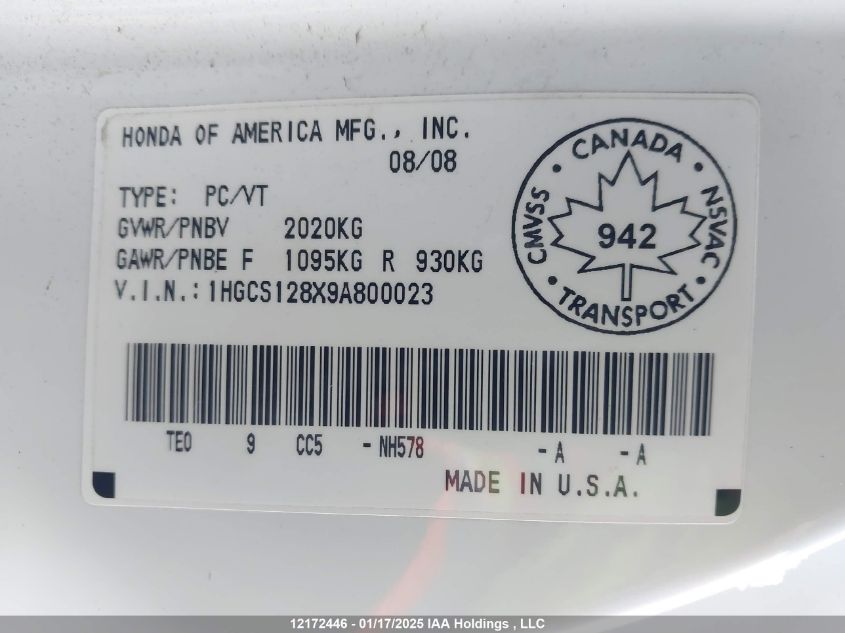 HONDA OF AMERICA MFG., INC.
08/08
TYPE: PC/VT
GVWR/PNBV 2020KG
GAWR/PNBE F 1095KG R 930KG
V.I.N.: 1HGCS128X9A800023
CANADA
CMVSS
942
NSVAC
TRANSPORT
TE0 9 CC5 -NH578 -A -A
MADE IN U.S.A.
12172446 - 01/17/2025 IAA Holdings , LLC